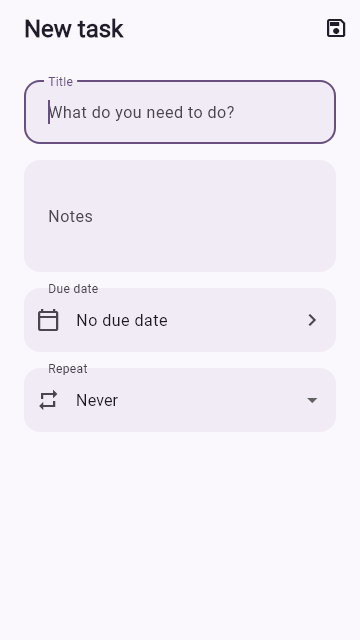 New task
Title
What do you need to do?
Notes
Due date
No due date
Repeat
Never